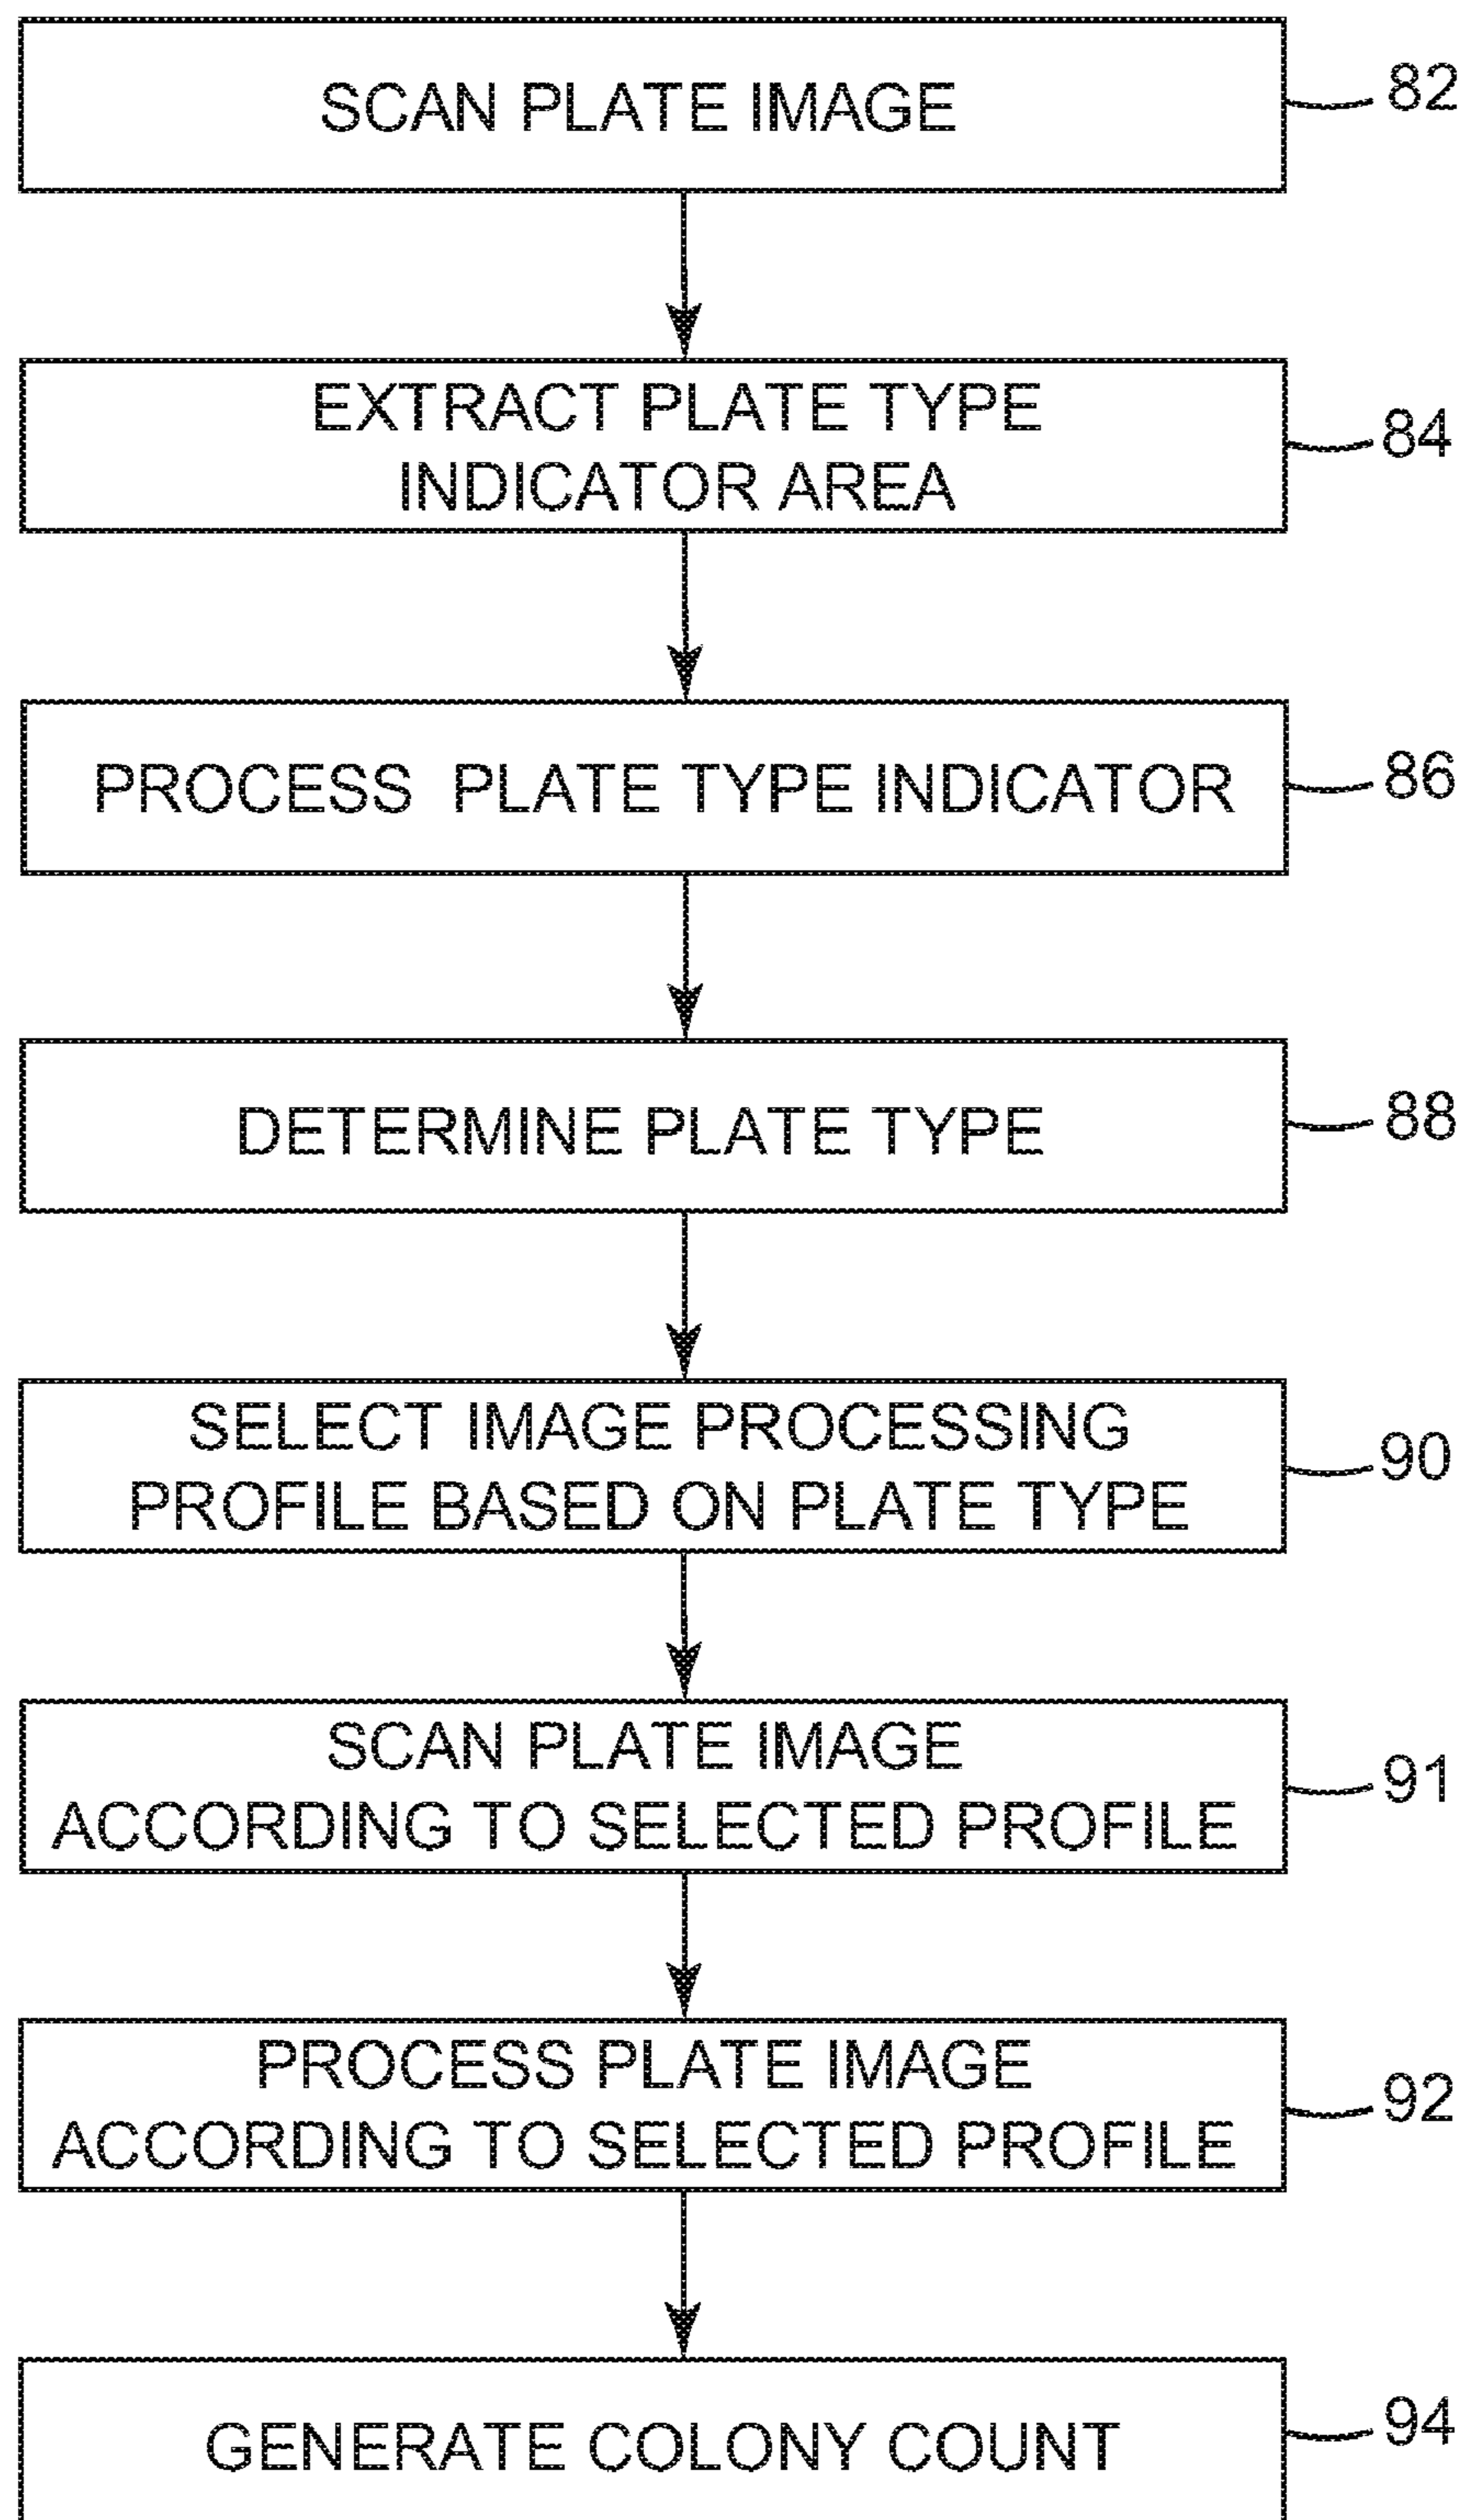 SCAN PLATE IMAGE
82
EXTRACT PLATE TYPE
INDICATOR AREA
84
PROCESS PLATE TYPE INDICATOR
86
DETERMINE PLATE TYPE
88
SELECT IMAGE PROCESSING
PROFILE BASED ON PLATE TYPE
90
SCAN PLATE IMAGE
ACCORDING TO SELECTED PROFILE
91
PROCESS PLATE IMAGE
ACCORDING TO SELECTED PROFILE
92
GENERATE COLONY COUNT
94